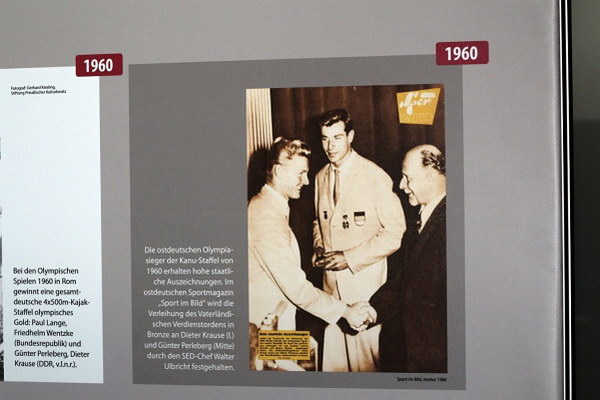 1960
Fotograf: Gerhard Kiesling,
Stiftung Preußischer Kulturbesitz
Bei den Olympischen
Spielen 1960 in Rom
gewinnt eine gesamt-
deutsche 4x500m-Kajak-
Staffel olympisches
Gold: Paul Lange,
Friedhelm Wentzke
(Bundesrepublik) und
Günter Perleberg, Dieter
Krause (DDR, v.l.n.r.).
1960
Die ostdeutschen Olympia-
sieger der Kanu-Staffel von
1960 erhalten hohe staatli-
che Auszeichnungen. Im
ostdeutschen Sportmagazin
„Sport im Bild" wird die
Verleihung des Vaterländi-
schen Verdienstordens in
Bronze an Dieter Krause (l.)
und Günter Perleberg (Mitte)
durch den SED-Chef Walter
Ulbricht festgehalten.
Sport im Bild, Herbst 1960